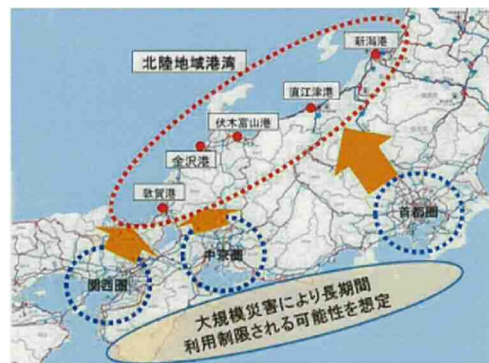 北陸地域港湾
新潟港
直江津港
伏木富山港
金沢港
敦賀港
首都圏
中京圏
関西圏
大規模災害により長期間
利用制限される可能性を想定